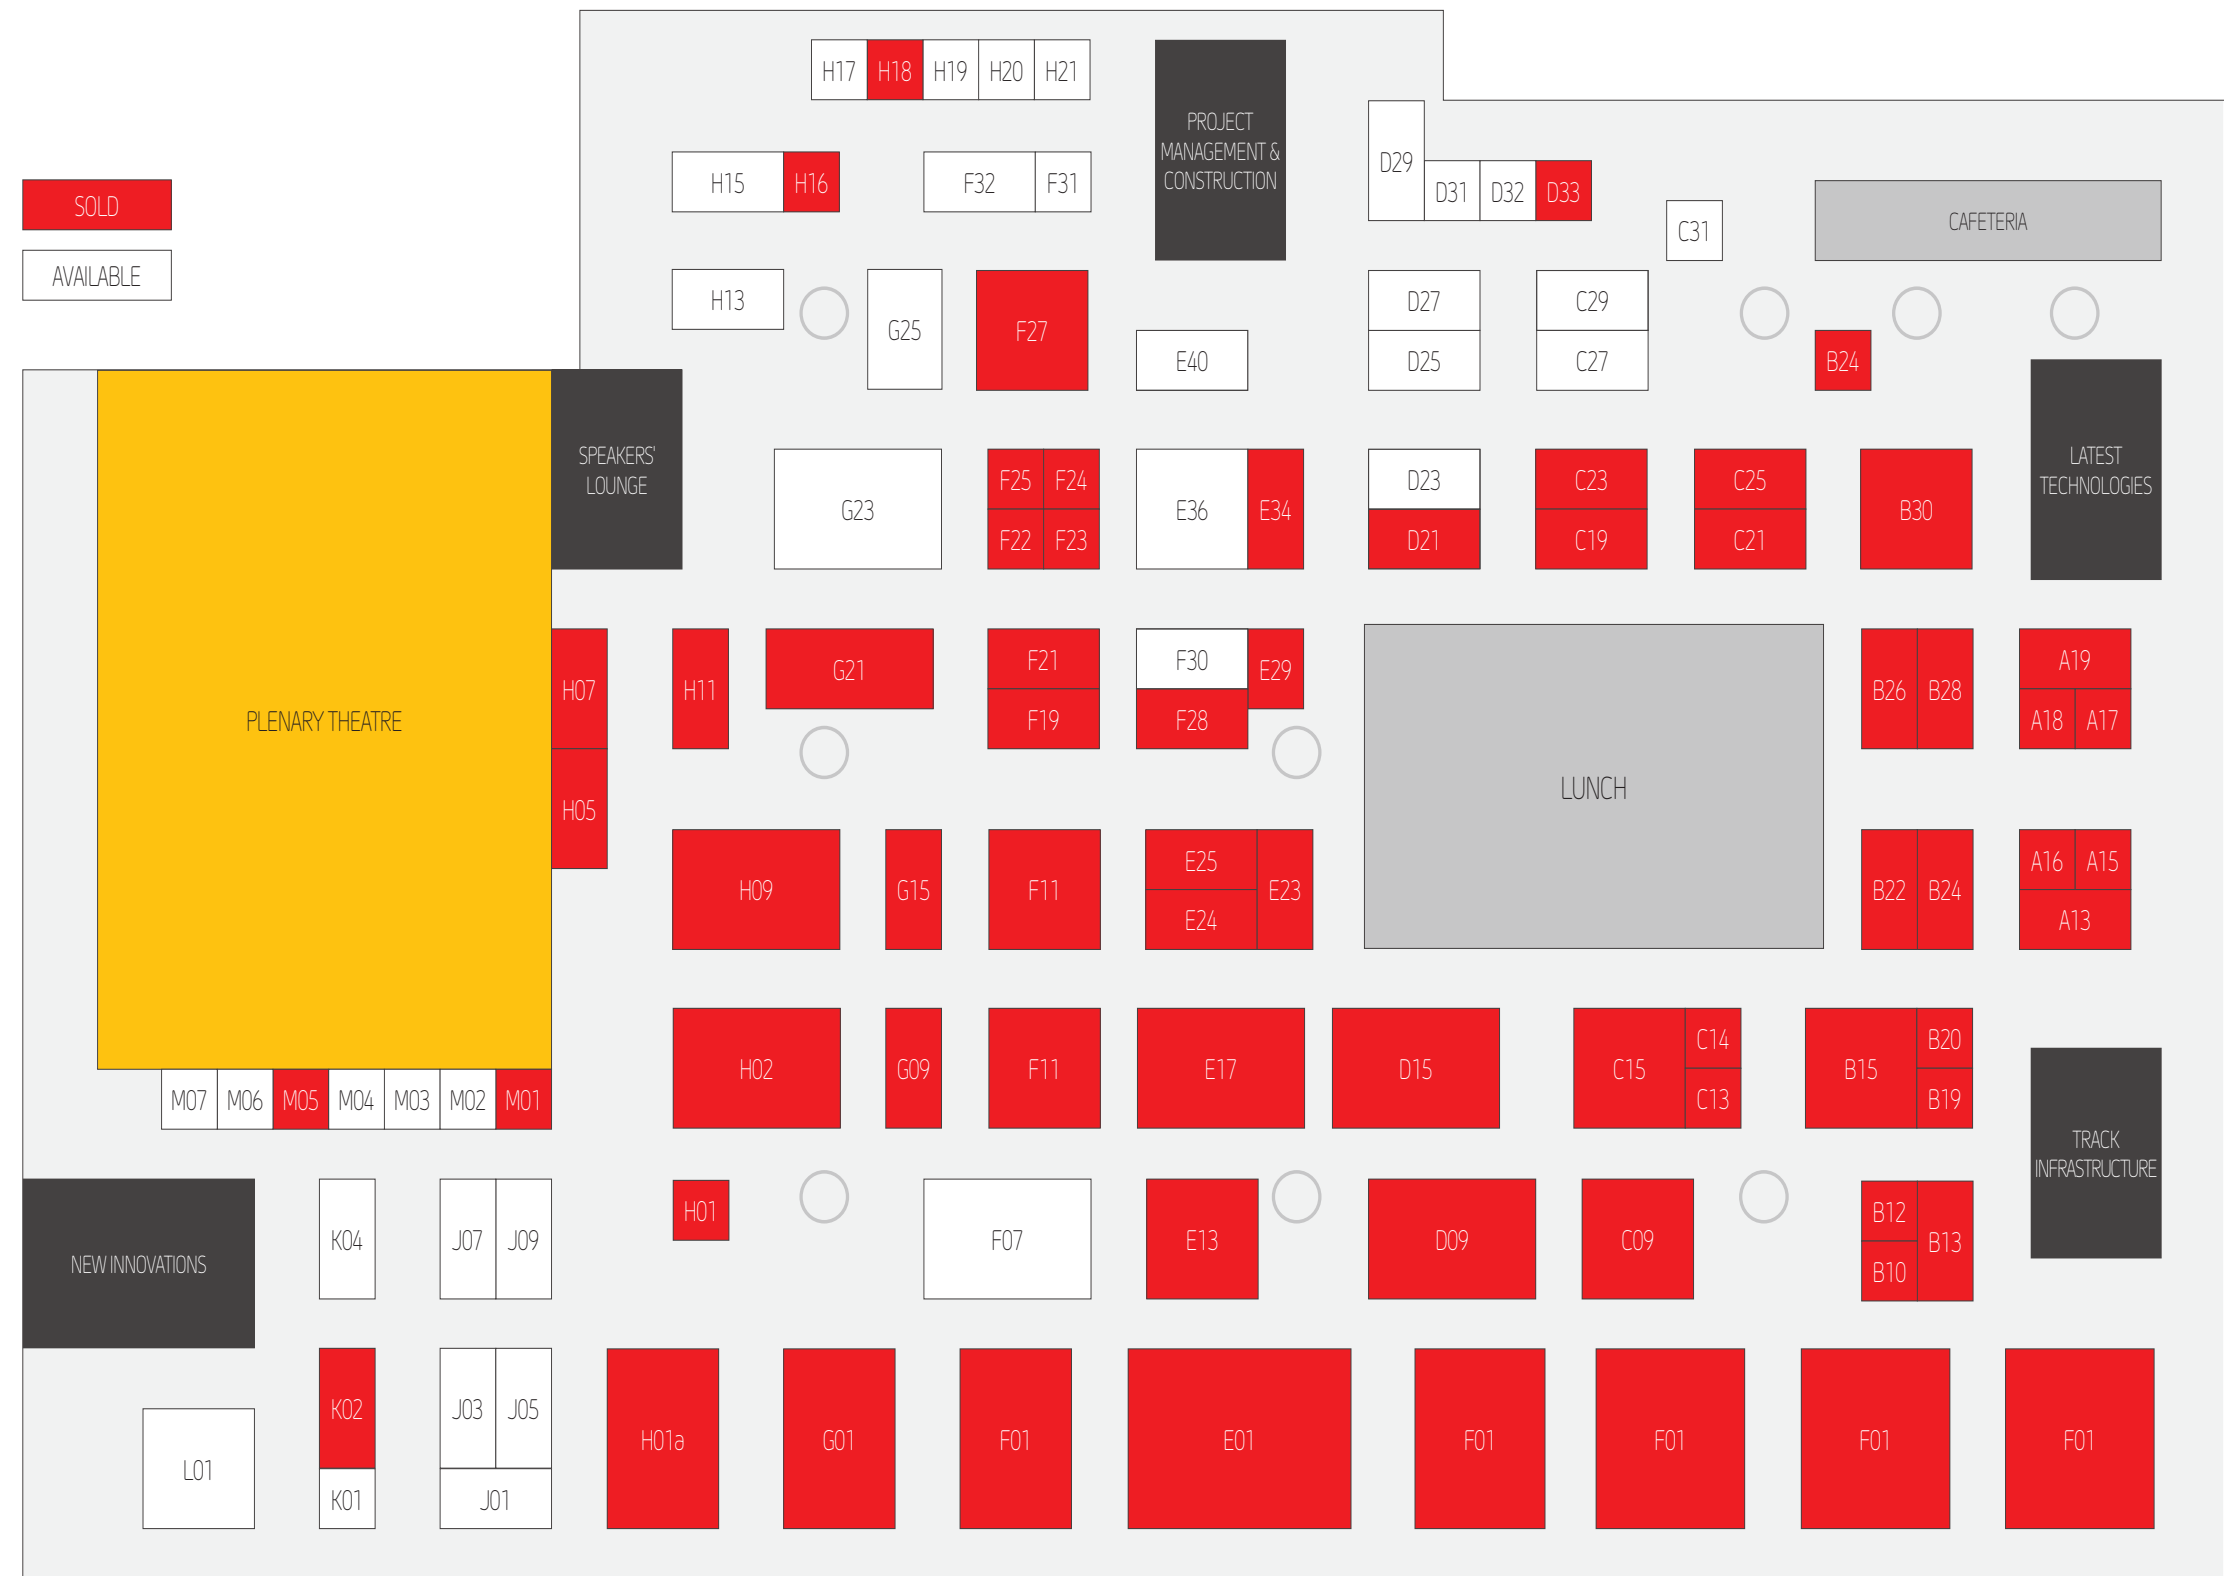 H17 H18 H19 H20 H21
PROJECT
MANAGEMENT &
CONSTRUCTION
D29
H15 H16 F32 F31
D31 D32 D33
SOLD
C31
CAFETERIA
AVAILABLE
H13
G25
F27
D27
C29
E40
D25
C27
B24
SPEAKERS'
LOUNGE
G23
F25 F24
F22 F23
E36
E34
D23
D21
C23
C19
C25
C21
B30
LATEST
TECHNOLOGIES
PLENARY THEATRE
H07
H11
G21
F21
F19
F30
F28
E29
B26 B28
A19
A18 A17
LUNCH
H05
H09
G15
F11
E25
E24
E23
B22 B24
A16 A15
A13
H02
G09
F11
E17
D15
C15
C14
C13
B15
B20
B19
M07 M06 M05 M04 M03 M02 M01
TRACK
INFRASTRUCTURE
NEW INNOVATIONS
K04
J07 J09
H01
F07
E13
D09
C09
B12
B10
B13
L01
K02
K01
J03 J05
J01
H01a
G01
F01
E01
F01
F01
F01
F01